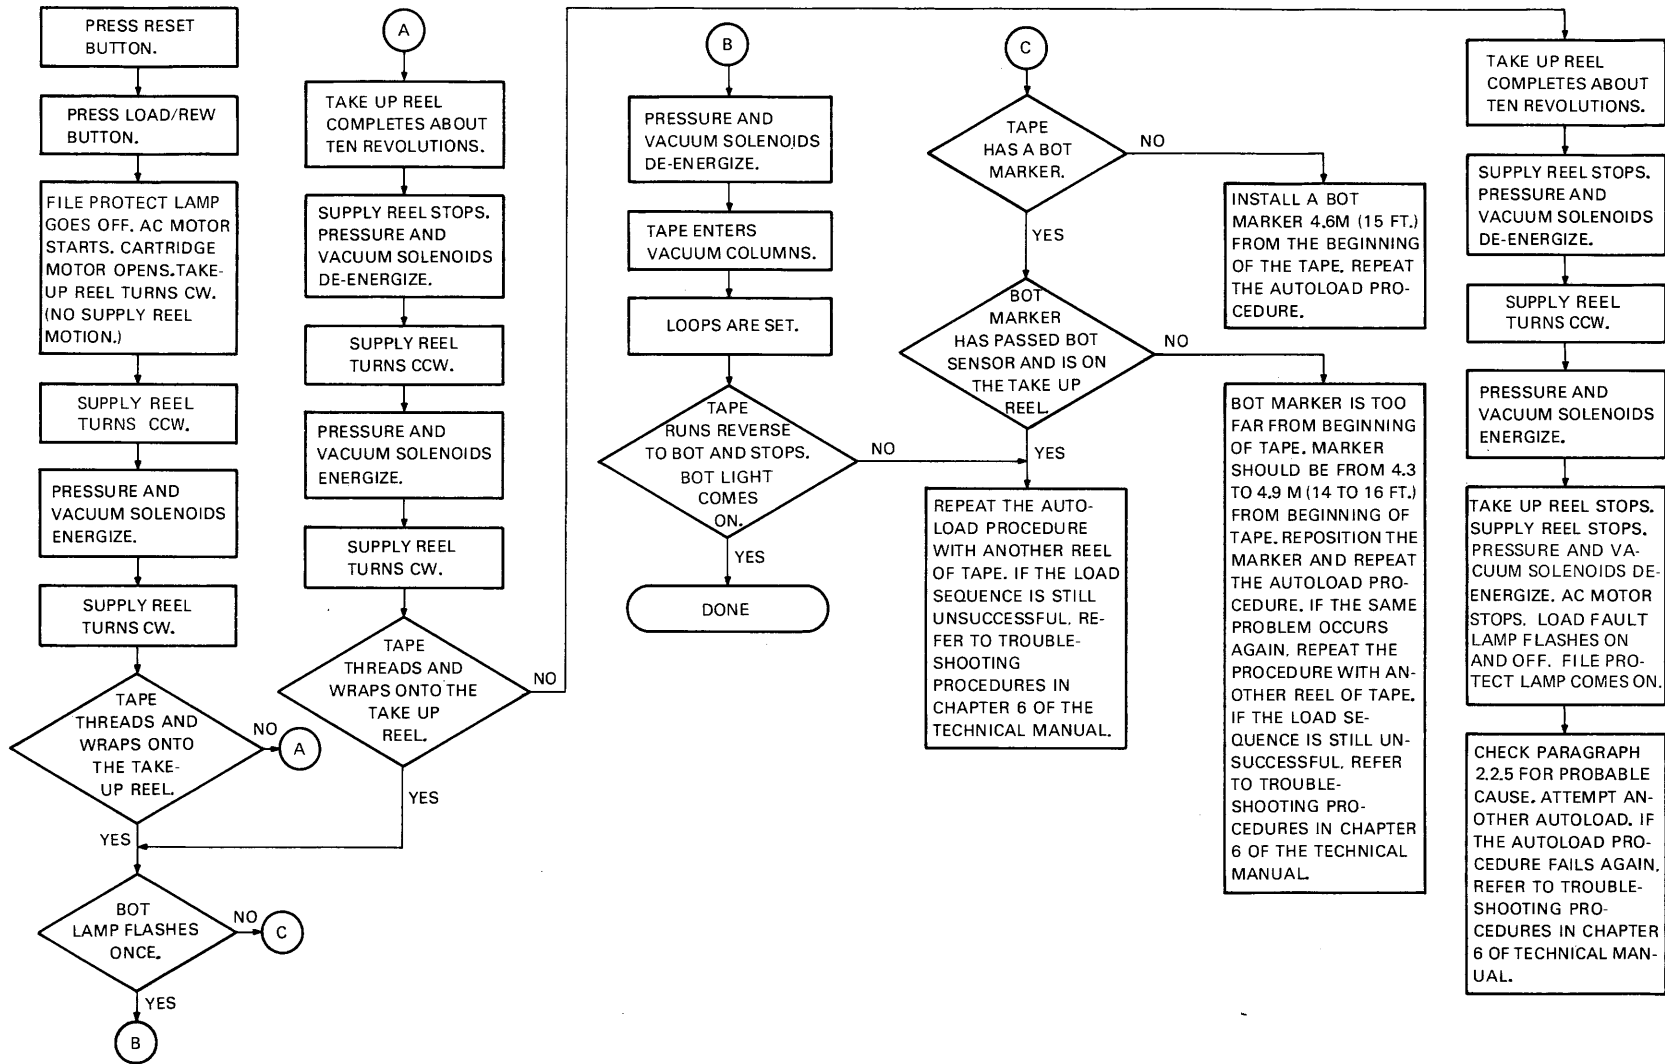 PRESS RESET
BUTTON.
PRESS LOAD/REW
BUTTON.
FILE PROTECT LAMP
GOES OFF. AC MOTOR
STARTS. CARTRIDGE
MOTOR OPENS.TAKE-
UP REEL TURNS CW.
(NO SUPPLY REEL
MOTION.)
SUPPLY REEL
TURNS CCW.
PRESSURE AND
VACUUM SOLENOIDS
ENERGIZE.
SUPPLY REEL
TURNS CW.
TAPE
THREADS AND
WRAPS ONTO
THE TAKE-
UP REEL.
NO
A
YES
BOT
LAMP FLASHES
ONCE.
NO
C
YES
B
A
TAKE UP REEL
COMPLETES ABOUT
TEN REVOLUTIONS.
SUPPLY REEL STOPS.
PRESSURE AND
VACUUM SOLENOIDS
DE-ENERGIZE.
SUPPLY REEL
TURNS CCW.
PRESSURE AND
VACUUM SOLENOIDS
ENERGIZE.
SUPPLY REEL
TURNS CW.
TAPE
THREADS AND
WRAPS ONTO THE
TAKE UP
REEL.
NO
YES
B
PRESSURE AND
VACUUM SOLENOIDS
DE-ENERGIZE.
TAPE ENTERS
VACUUM COLUMNS.
LOOPS ARE SET.
TAPE
RUNS REVERSE
TO BOT AND STOPS.
BOT LIGHT
COMES
ON.
NO
YES
DONE
C
TAPE
HAS A BOT
MARKER.
NO
YES
INSTALL A BOT
MARKER 4.6M (15 FT.)
FROM THE BEGINNING
OF THE TAPE. REPEAT
THE AUTOLOAD PRO-
CEDURE.
BOT
MARKER
HAS PASSED BOT
SENSOR AND IS ON
THE TAKE UP
REEL.
NO
YES
REPEAT THE AUTO-
LOAD PROCEDURE
WITH ANOTHER REEL
OF TAPE. IF THE LOAD
SEQUENCE IS STILL
UNSUCCESSFUL, RE-
FER TO TROUBLE-
SHOOTING
PROCEDURES IN
CHAPTER 6 OF THE
TECHNICAL MANUAL.
BOT MARKER IS TOO
FAR FROM BEGINNING
OF TAPE. MARKER
SHOULD BE FROM 4.3
TO 4.9 M (14 TO 16 FT.)
FROM BEGINNING OF
TAPE. REPOSITION THE
MARKER AND REPEAT
THE AUTOLOAD PRO-
CEDURE. IF THE SAME
PROBLEM OCCURS
AGAIN, REPEAT THE
PROCEDURE WITH AN-
OTHER REEL OF TAPE.
IF THE LOAD SE-
QUENCE IS STILL UN-
SUCCESSFUL, REFER
TO TROUBLE-
SHOOTING PRO-
CEDURES IN CHAPTER
6 OF THE TECHNICAL
MANUAL.
TAKE UP REEL
COMPLETES ABOUT
TEN REVOLUTIONS.
SUPPLY REEL STOPS.
PRESSURE AND
VACUUM SOLENOIDS
DE-ENERGIZE.
SUPPLY REEL
TURNS CCW.
PRESSURE AND
VACUUM SOLENOIDS
ENERGIZE.
TAKE UP REEL STOPS.
SUPPLY REEL STOPS.
PRESSURE AND VA-
CUUM SOLENOIDS DE-
ENERGIZE. AC MOTOR
STOPS. LOAD FAULT
LAMP FLASHES ON
AND OFF. FILE PRO-
TECT LAMP COMES ON.
CHECK PARAGRAPH
2.2.5 FOR PROBABLE
CAUSE. ATTEMPT AN-
OTHER AUTOLOAD. IF
THE AUTOLOAD PRO-
CEDURE FAILS AGAIN,
REFER TO TROUBLE-
SHOOTING PRO-
CEDURES IN CHAPTER
6 OF TECHNICAL MAN-
UAL.